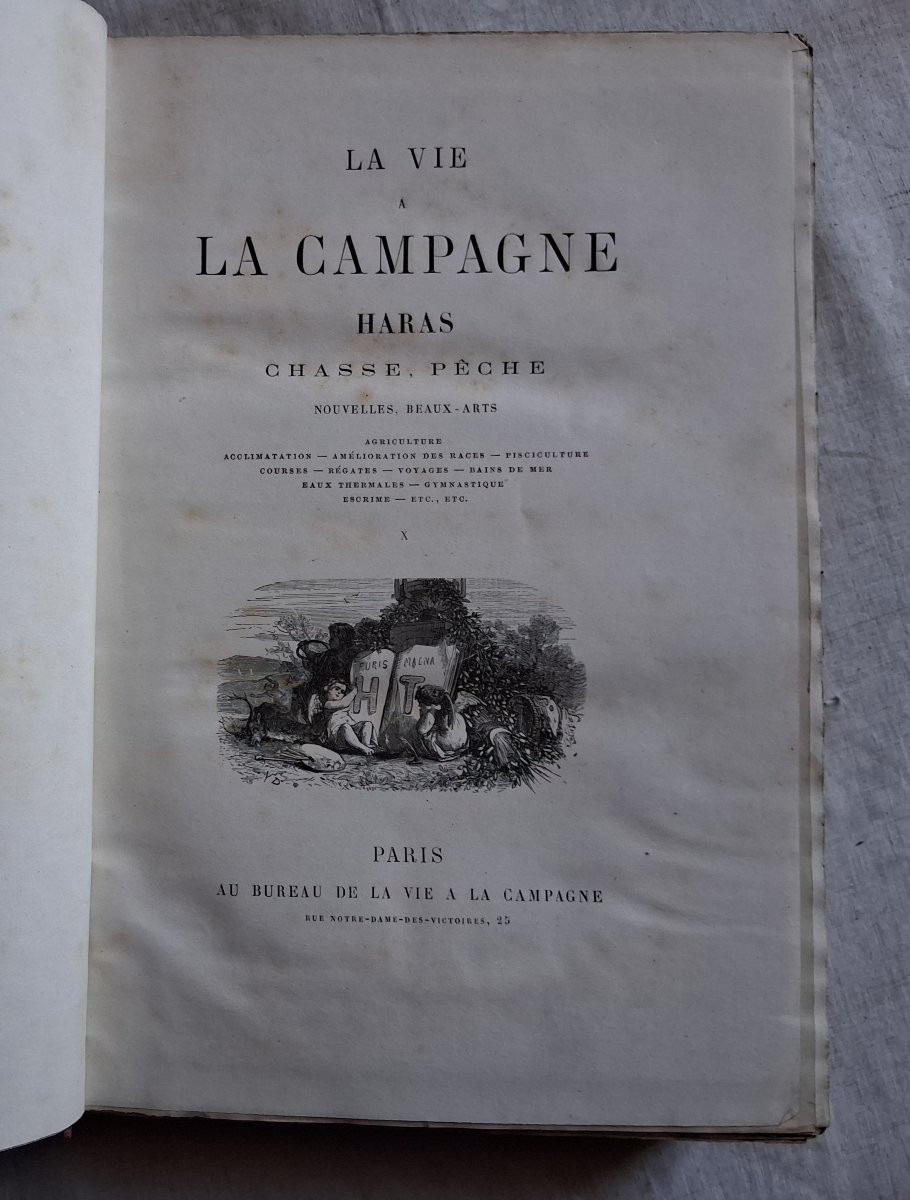 LA VIE
A
LA CAMPAGNE
HARAS
CHASSE, PÊCHE
NOUVELLES, BEAUX-ARTS
AGRICULTURE
ACCLIMATATION — AMÉLIORATION DES RACES — PISCICULTURE
COURSES — RÉGATES — VOYAGES — BAINS DE MER
EAUX THERMALES — GYMNASTIQUE
ESCRIME — ETC., ETC.
X
RURIS MAGNA
H T
ND
PARIS
AU BUREAU DE LA VIE A LA CAMPAGNE
RUE NOTRE-DAME-DES-VICTOIRES, 25